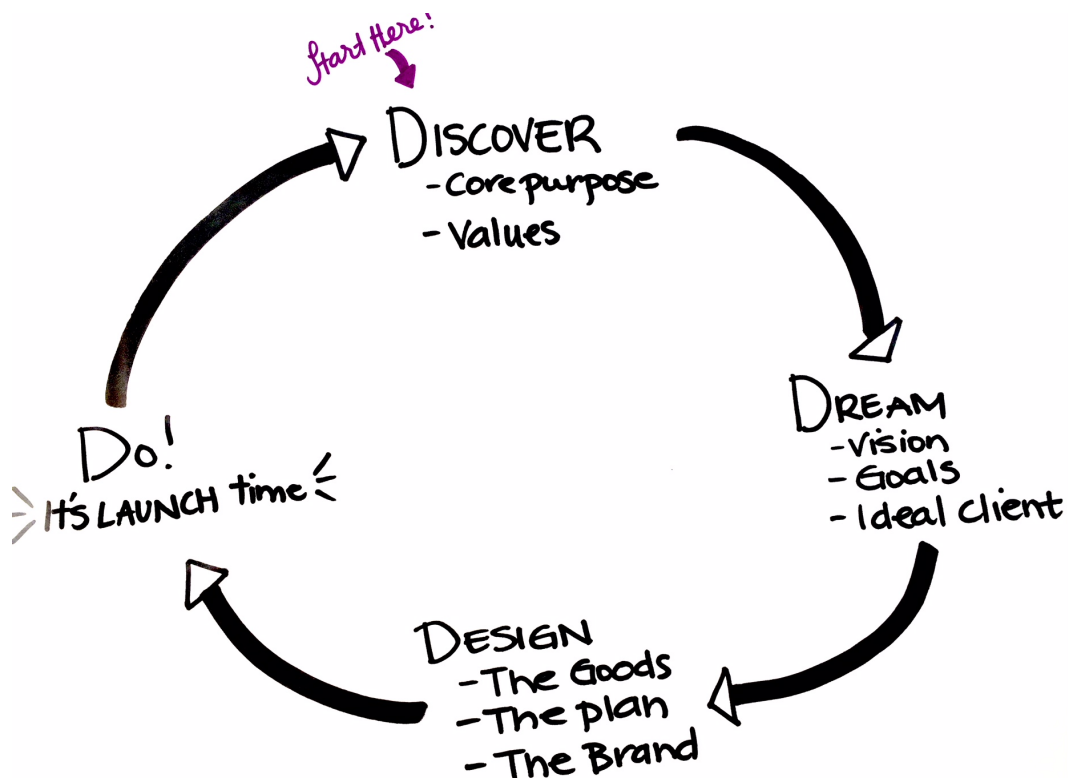 Start Here!
DISCOVER
- Core purpose
- Values
DREAM
- Vision
- Goals
- Ideal Client
DESIGN
- The Goods
- The plan
- The Brand
Do!
It's LAUNCH time